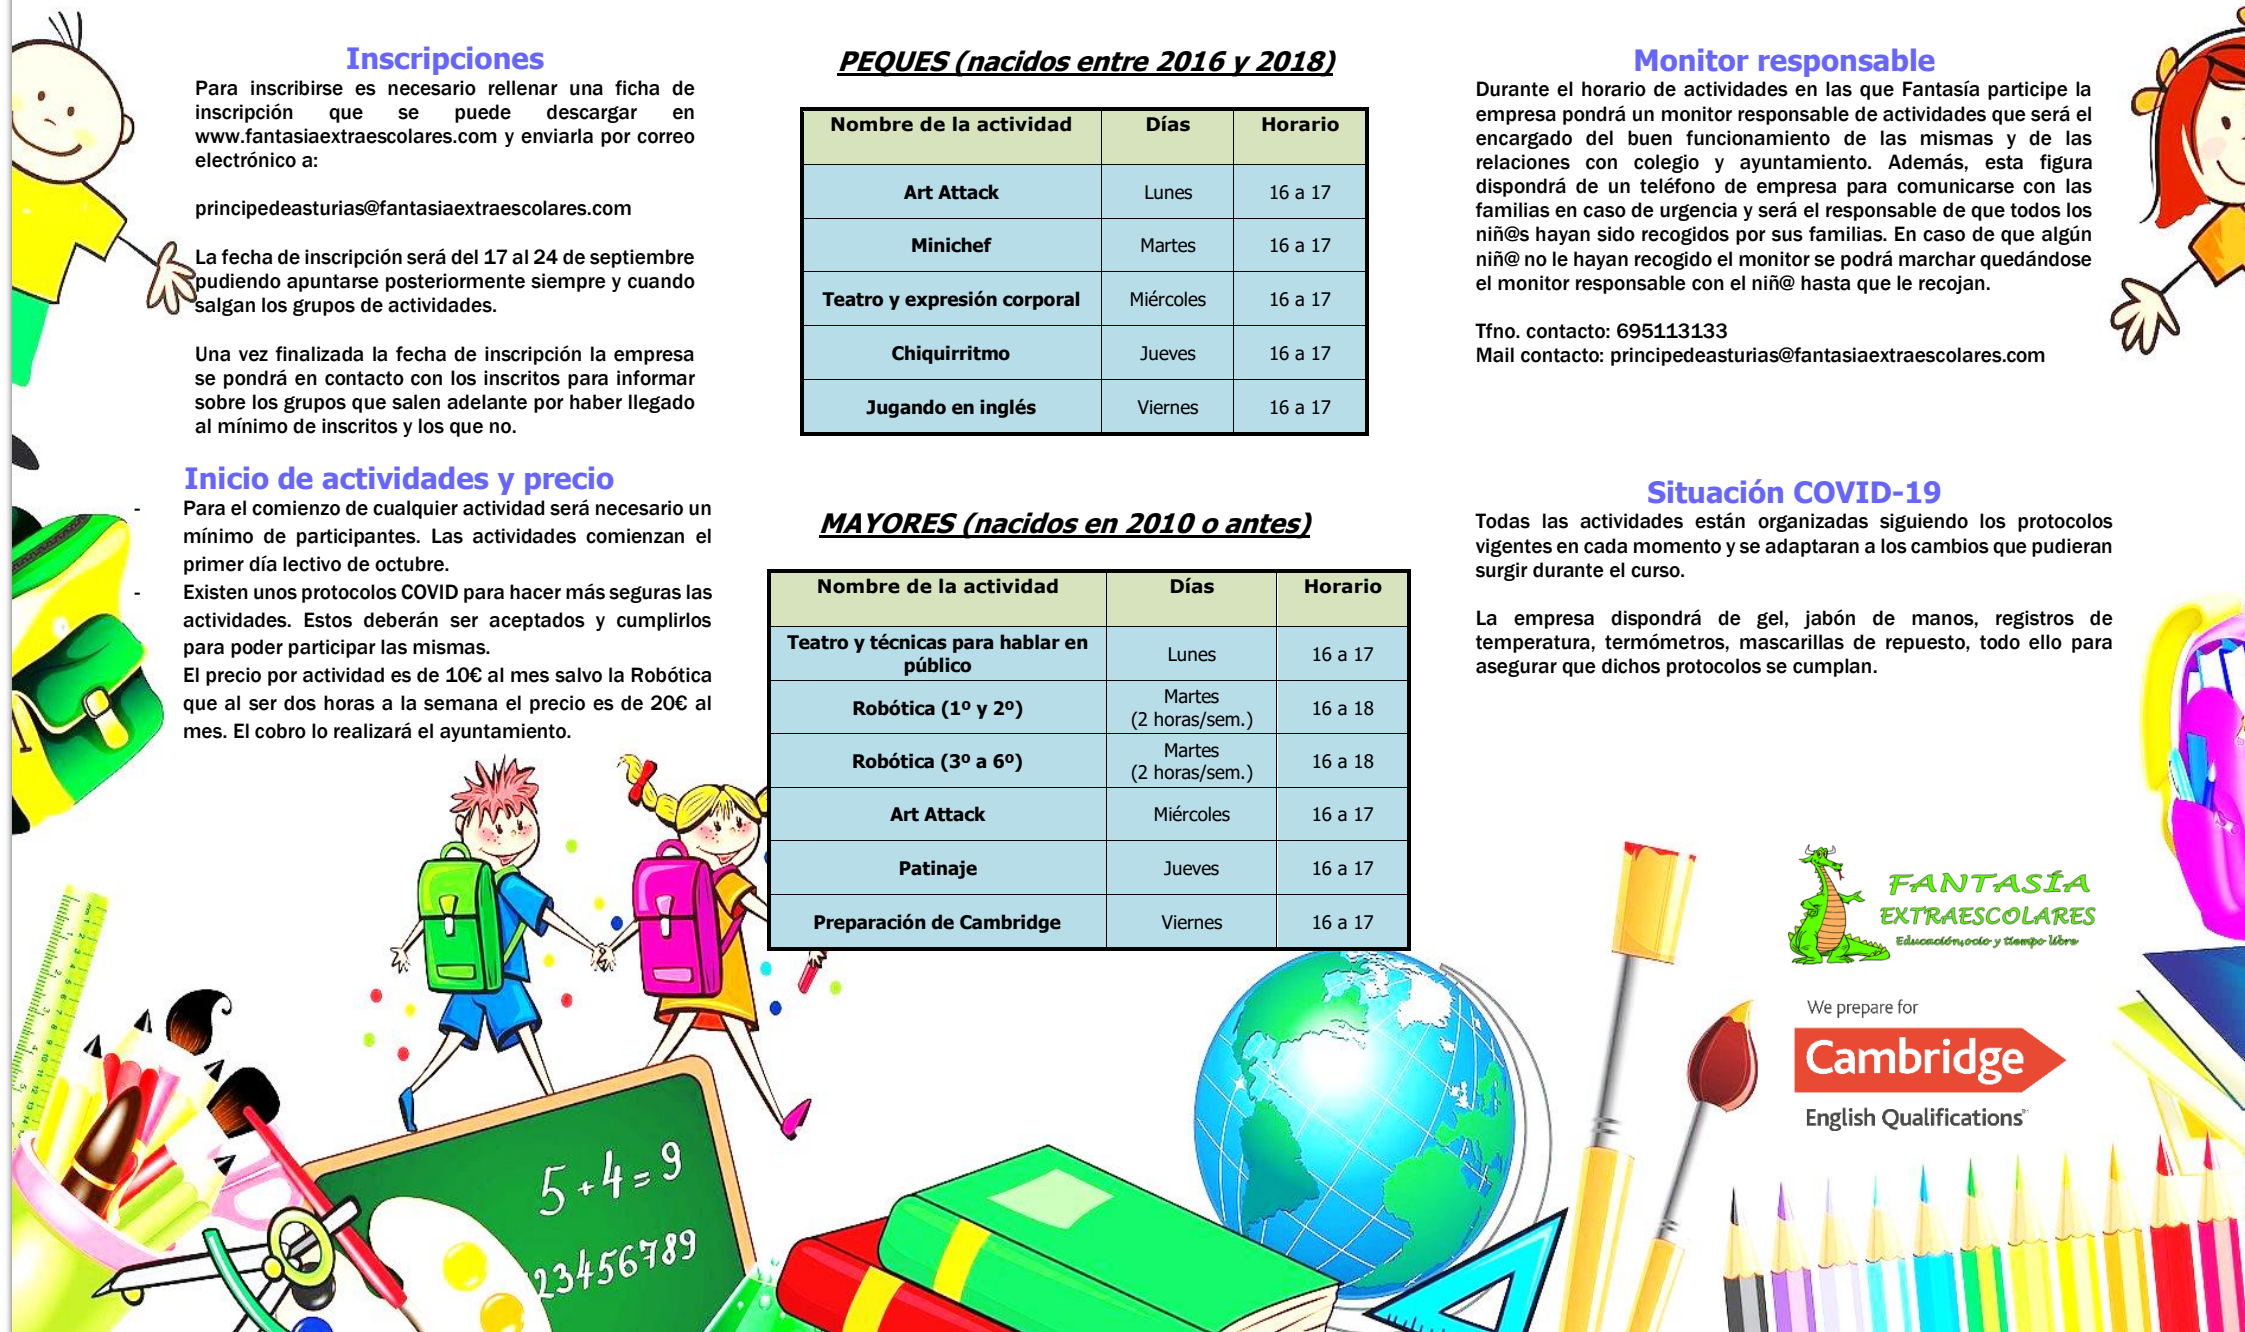 Inscripciones
Para inscribirse es necesario rellenar una ficha de
inscripción que se puede descargar en
www.fantasiaextraescolares.com y enviarla por correo
electrónico a:
principedeasturias@fantasiaextraescolares.com
La fecha de inscripción será del 17 al 24 de septiembre
pudiendo apuntarse posteriormente siempre y cuando
salgan los grupos de actividades.
Una vez finalizada la fecha de inscripción la empresa
se pondrá en contacto con los inscritos para informar
sobre los grupos que salen adelante por haber llegado
al mínimo de inscritos y los que no.
Inicio de actividades y precio
- Para el comienzo de cualquier actividad será necesario un
mínimo de participantes. Las actividades comienzan el
primer día lectivo de octubre.
- Existen unos protocolos COVID para hacer más seguras las
actividades. Estos deberán ser aceptados y cumplirlos
para poder participar las mismas.
El precio por actividad es de 10€ al mes salvo la Robótica
que al ser dos horas a la semana el precio es de 20€ al
mes. El cobro lo realizará el ayuntamiento.
PEQUES (nacidos entre 2016 y 2018)
Nombre de la actividad Días Horario
Art Attack Lunes 16 a 17
Minichef Martes 16 a 17
Teatro y expresión corporal Miércoles 16 a 17
Chiquirritmo Jueves 16 a 17
Jugando en inglés Viernes 16 a 17
MAYORES (nacidos en 2010 o antes)
Nombre de la actividad Días Horario
Teatro y técnicas para hablar en
público Lunes 16 a 17
Robótica (1º y 2º) Martes
(2 horas/sem.) 16 a 18
Robótica (3º a 6º) Martes
(2 horas/sem.) 16 a 18
Art Attack Miércoles 16 a 17
Patinaje Jueves 16 a 17
Preparación de Cambridge Viernes 16 a 17
Monitor responsable
Durante el horario de actividades en las que Fantasía participe la
empresa pondrá un monitor responsable de actividades que será el
encargado del buen funcionamiento de las mismas y de las
relaciones con colegio y ayuntamiento. Además, esta figura
dispondrá de un teléfono de empresa para comunicarse con las
familias en caso de urgencia y será el responsable de que todos los
niñ@s hayan sido recogidos por sus familias. En caso de que algún
niñ@ no le hayan recogido el monitor se podrá marchar quedándose
el monitor responsable con el niñ@ hasta que le recojan.
Tfno. contacto: 695113133
Mail contacto: principedeasturias@fantasiaextraescolares.com
Situación COVID-19
Todas las actividades están organizadas siguiendo los protocolos
vigentes en cada momento y se adaptaran a los cambios que pudieran
surgir durante el curso.
La empresa dispondrá de gel, jabón de manos, registros de
temperatura, termómetros, mascarillas de repuesto, todo ello para
asegurar que dichos protocolos se cumplan.
FANTASÍA
EXTRAESCOLARES
Educación,ocio y tiempo libre
We prepare for
Cambridge
English Qualifications
5+4=9
23456789